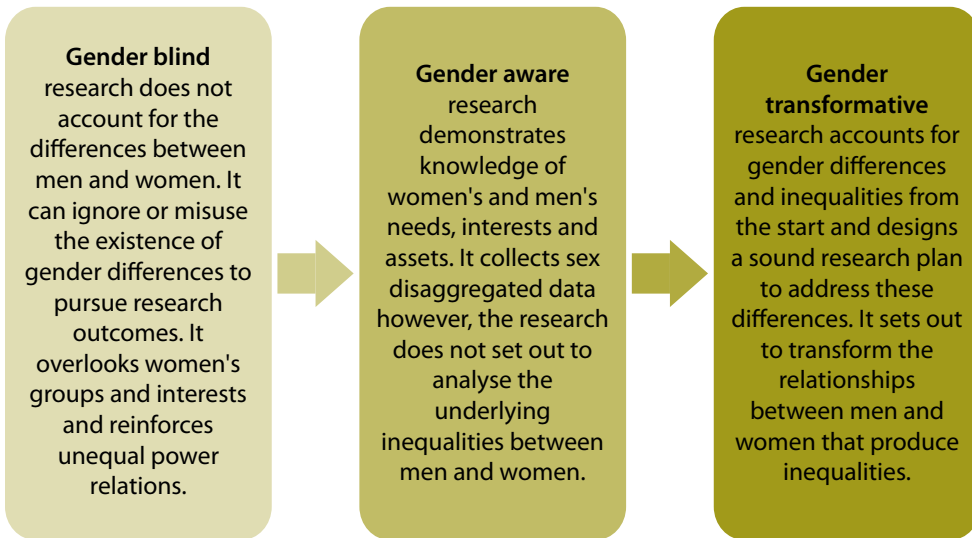 Gender blind
research does not
account for the
differences between
men and women. It
can ignore or misuse
the existence of
gender differences to
pursue research
outcomes. It
overlooks women's
groups and interests
and reinforces
unequal power
relations.
Gender aware
research
demonstrates
knowledge of
women's and men's
needs, interests and
assets. It collects sex
disaggregated data
however, the research
does not set out to
analyse the
underlying
inequalities between
men and women.
Gender
transformative
research accounts for
gender differences
and inequalities from
the start and designs
a sound research plan
to address these
differences. It sets out
to transform the
relationships
between men and
women that produce
inequalities.